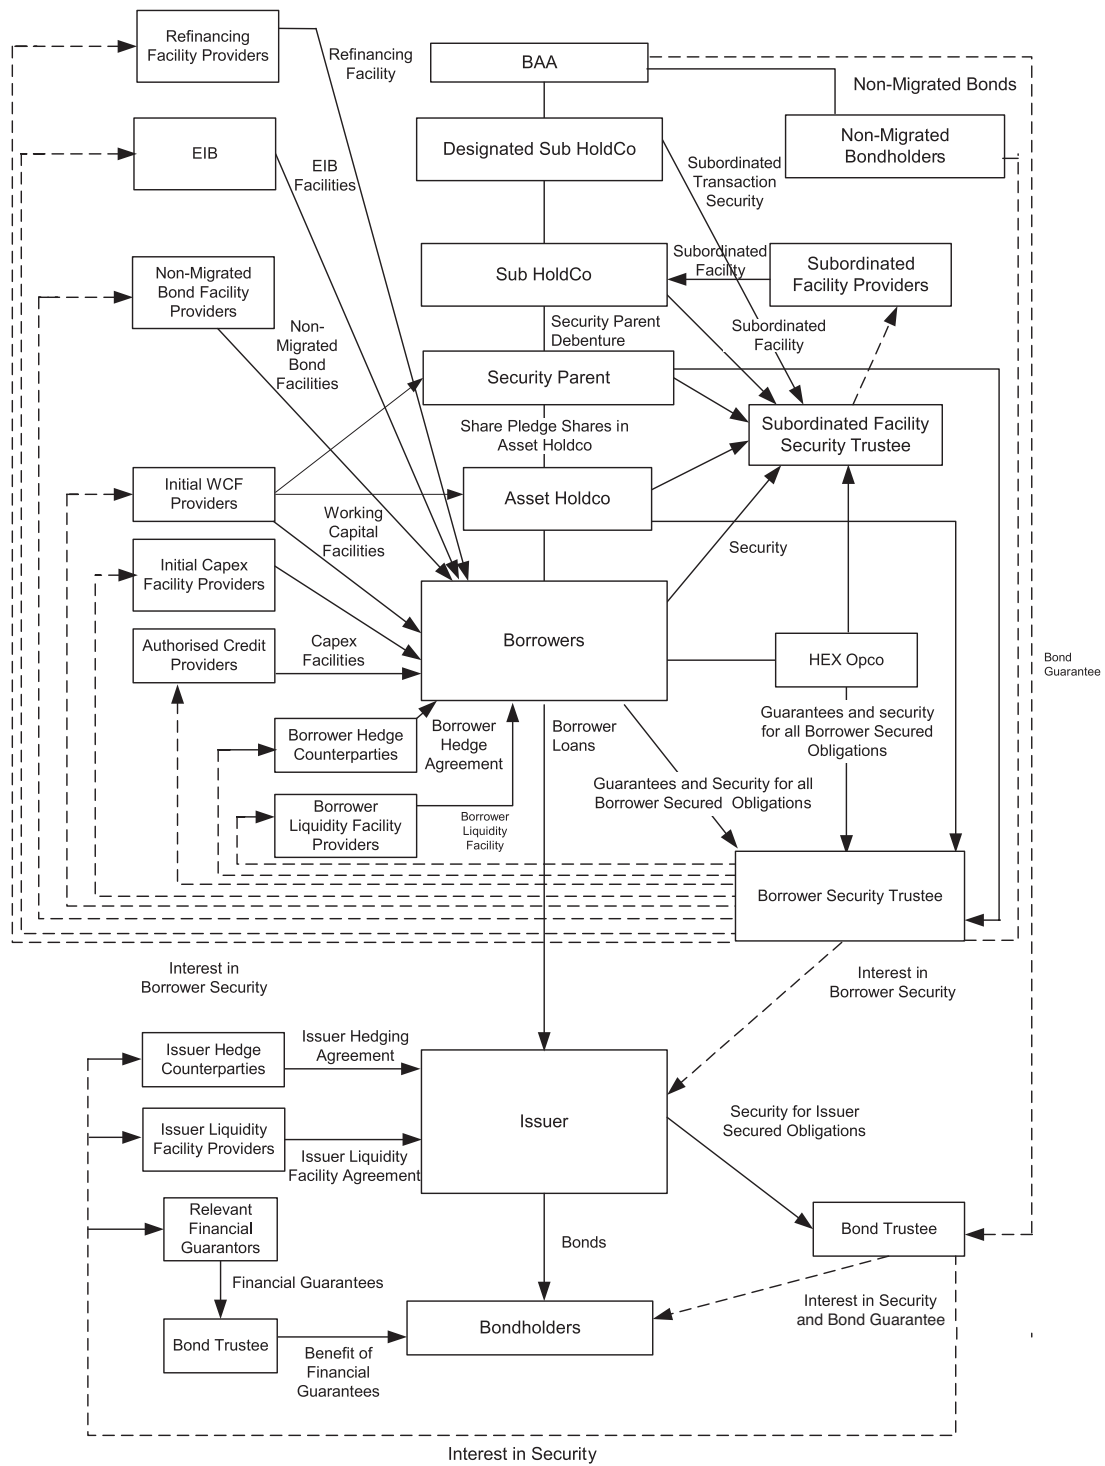 Refinancing
Facility Providers
Refinancing
Facility
BAA
Non-Migrated Bonds
Non-Migrated
Bondholders
EIB
EIB
Facilities
Designated Sub HoldCo
Subordinated
Transaction
Security
Non-Migrated
Bond Facility
Providers
Non-
Migrated
Bond
Facilities
Sub HoldCo
Subordinated
Facility
Subordinated
Facility Providers
Security Parent
Debenture
Subordinated
Facility
Security Parent
Share Pledge Shares in
Asset Holdco
Subordinated Facility
Security Trustee
Initial WCF
Providers
Working
Capital
Facilities
Asset Holdco
Security
Initial Capex
Facility Providers
Authorised Credit
Providers
Capex
Facilities
Borrowers
HEX Opco
Bond
Guarantee
Borrower Hedge
Counterparties
Borrower
Hedge
Agreement
Borrower
Loans
Guarantees and security
for all Borrower Secured
Obligations
Guarantees and Security for all
Borrower Secured Obligations
Borrower
Liquidity Facility
Providers
Borrower
Liquidity
Facility
Borrower Security Trustee
Interest in
Borrower Security
Interest in
Borrower Security
Issuer Hedge
Counterparties
Issuer Hedging
Agreement
Issuer Liquidity
Facility Providers
Issuer Liquidity
Facility Agreement
Issuer
Security for Issuer
Secured Obligations
Relevant
Financial
Guarantors
Bond Trustee
Bonds
Financial Guarantees
Interest in Security
and Bond Guarantee
Bond Trustee
Benefit of
Financial
Guarantees
Bondholders
Interest in Security